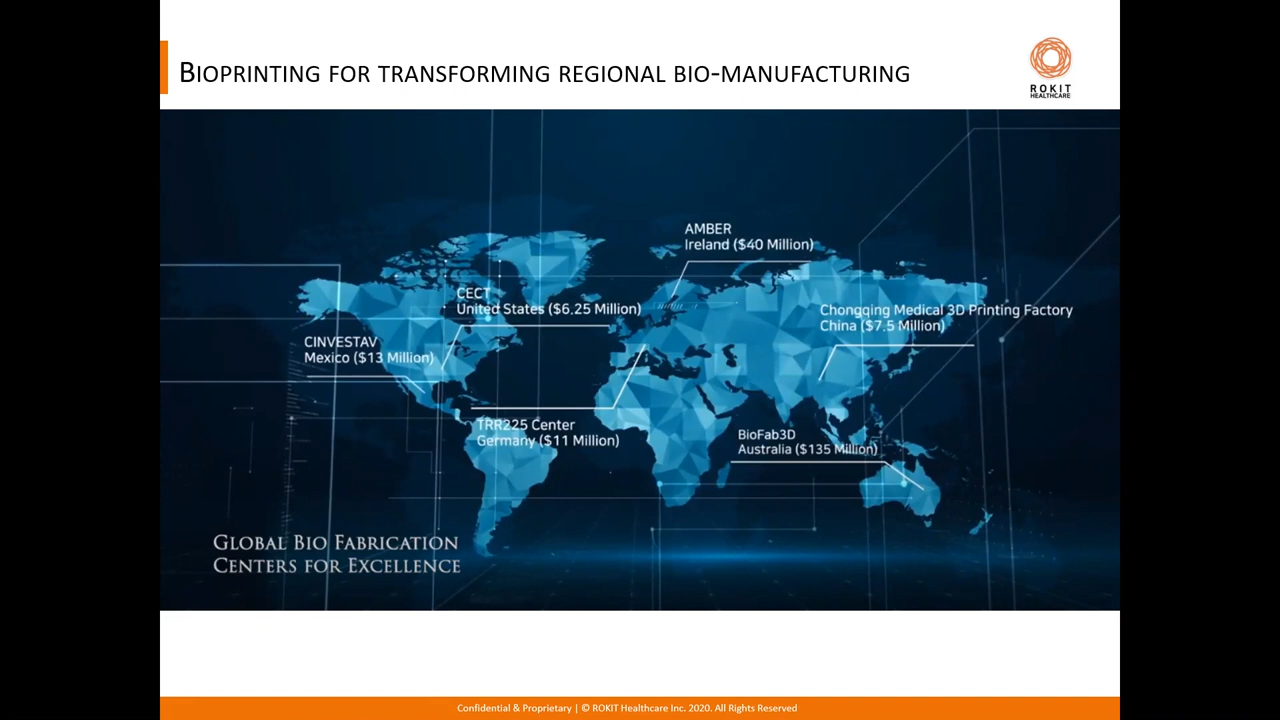 BIOPRINTING FOR TRANSFORMING REGIONAL BIO-MANUFACTURING
ROKIT
HEALTHCARE
AMBER
Ireland ($40 Million)
CECT
United States ($6.25 Million)
Chongqing Medical 3D Printing Factory
China ($7.5 Million)
CINVESTAV
Mexico ($13 Million)
TRR225 Center
Germany ($11 Million)
BioFab3D
Australia ($135 Million)
GLOBAL BIO FABRICATION
CENTERS FOR EXCELLENCE
Confidential & Proprietary | © ROKIT Healthcare Inc. 2020. All Rights Reserved